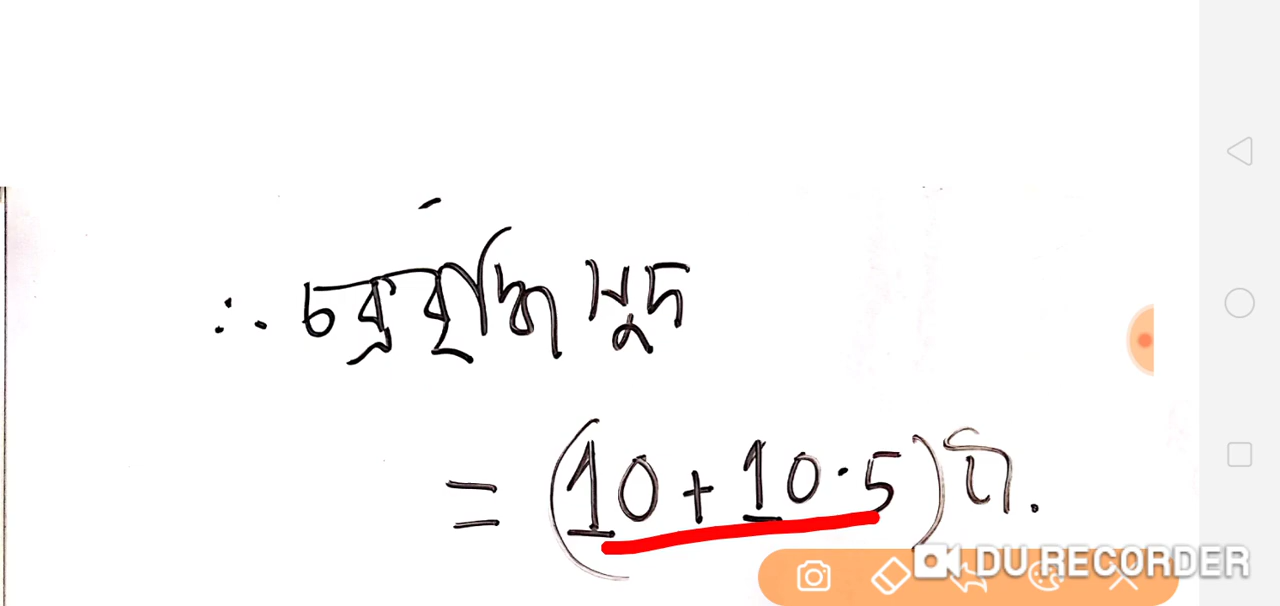 ∴ চক্রবৃদ্ধি সুদ
= (10 + 10.5) টা.
DU RECORDER